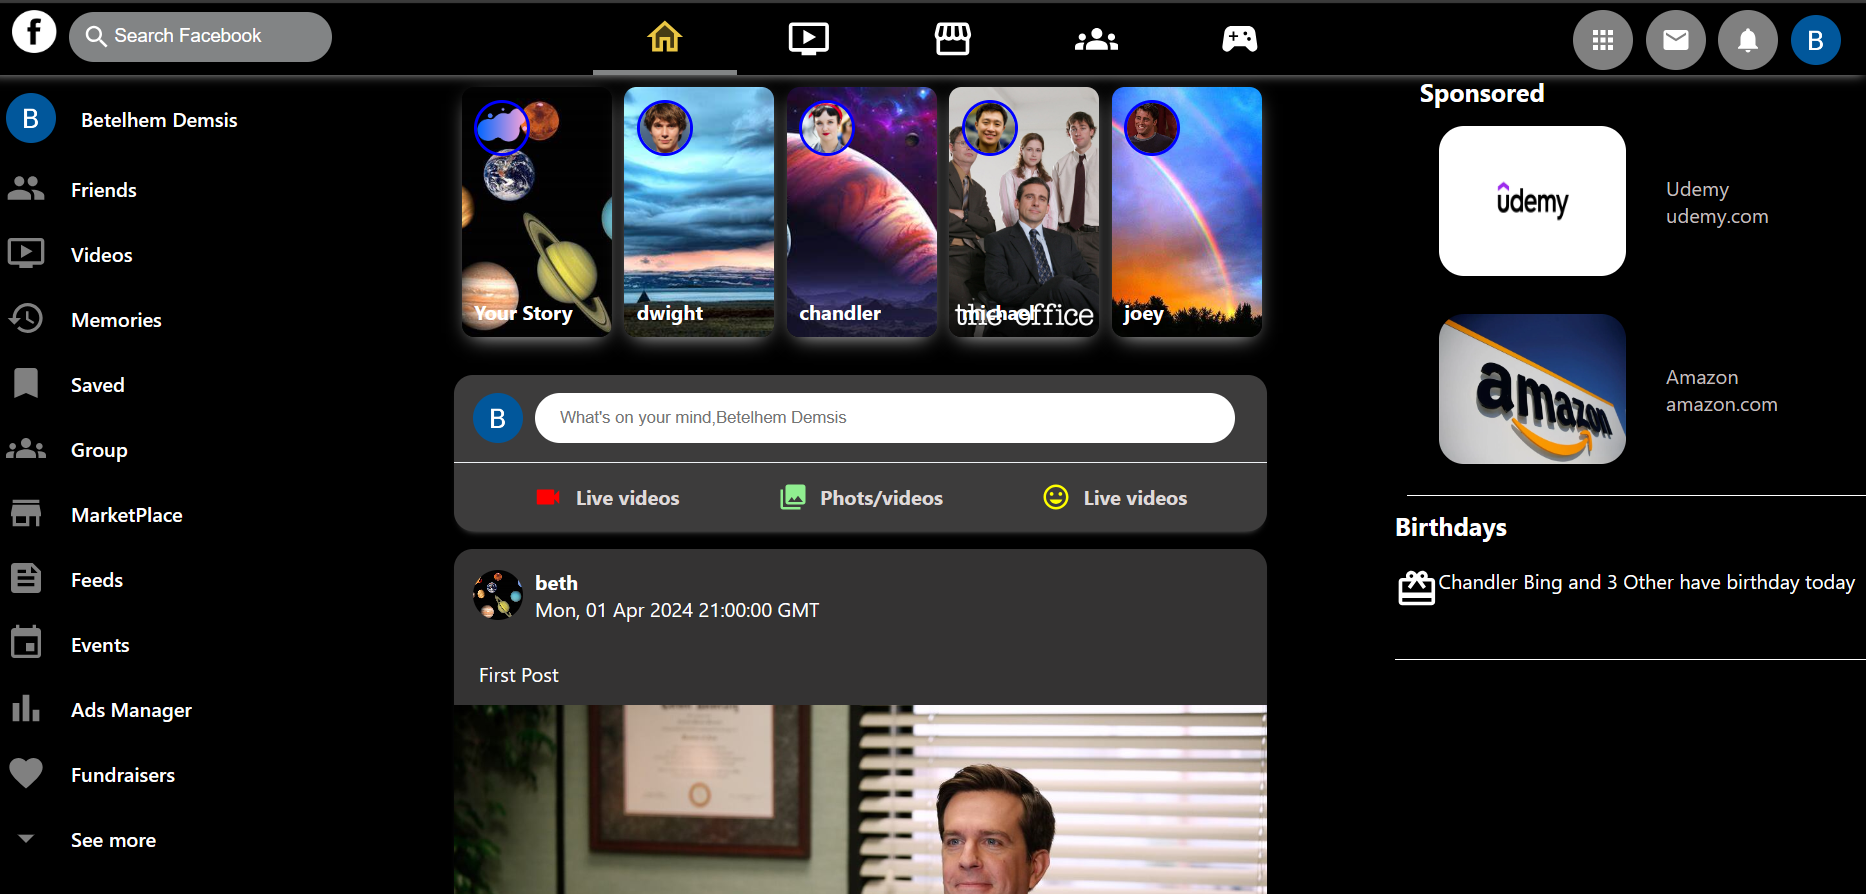 f
Search Facebook
B
B
Betelhem Demsis
Friends
Videos
Memories
Saved
Group
MarketPlace
Feeds
Events
Ads Manager
Fundraisers
See more
Your Story
dwight
chandler
michael
the office
joey
B
What's on your mind,Betelhem Demsis
Live videos
Phots/videos
Live videos
beth
Mon, 01 Apr 2024 21:00:00 GMT
First Post
Sponsored
udemy
Udemy
udemy.com
amazon
Amazon
amazon.com
Birthdays
Chandler Bing and 3 Other have birthday today